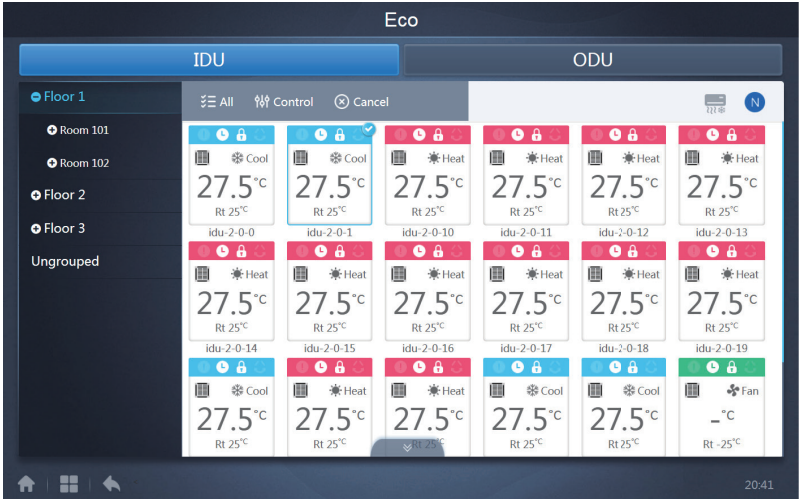 Eco
IDU ODU
Floor 1
Room 101
Room 102
Floor 2
Floor 3
Ungrouped
All Control Cancel
N
Cool Cool Heat Heat Heat Heat
27.5°C 27.5°C 27.5°C 27.5°C 27.5°C 27.5°C
Rt 25°C Rt 25°C Rt 25°C Rt 25°C Rt 25°C Rt 25°C
idu-2-0-0 idu-2-0-1 idu-2-0-10 idu-2-0-11 idu-2-0-12 idu-2-0-13
Heat Heat Heat Heat Heat Heat
27.5°C 27.5°C 27.5°C 27.5°C 27.5°C 27.5°C
Rt 25°C Rt 25°C Rt 25°C Rt 25°C Rt 25°C Rt 25°C
idu-2-0-14 idu-2-0-15 idu-2-0-16 idu-2-0-17 idu-2-0-18 idu-2-0-19
Cool Heat Heat Cool Cool Fan
27.5°C 27.5°C 27.5°C 27.5°C 27.5°C -°C
Rt 25°C Rt 25°C Rt 25°C Rt 25°C Rt 25°C Rt -25°C
20:41